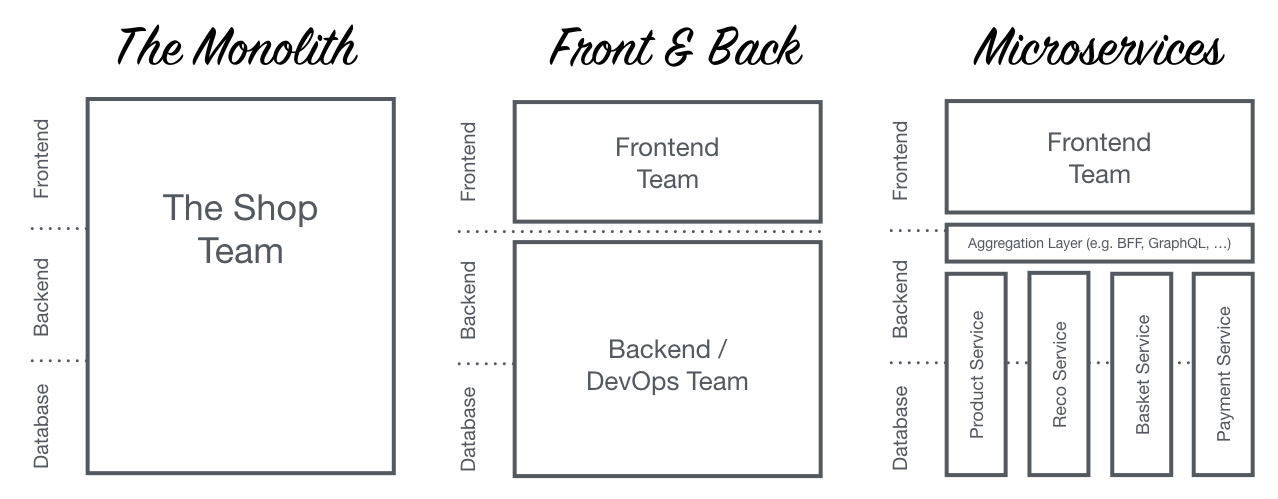 The Monolith
Frontend
Backend
Database
The Shop
Team
Front & Back
Frontend
Backend
Database
Frontend
Team
Backend /
DevOps Team
Microservices
Frontend
Backend
Database
Frontend
Team
Aggregation Layer (e.g. BFF, GraphQL, ...)
Product Service
Reco Service
Basket Service
Payment Service